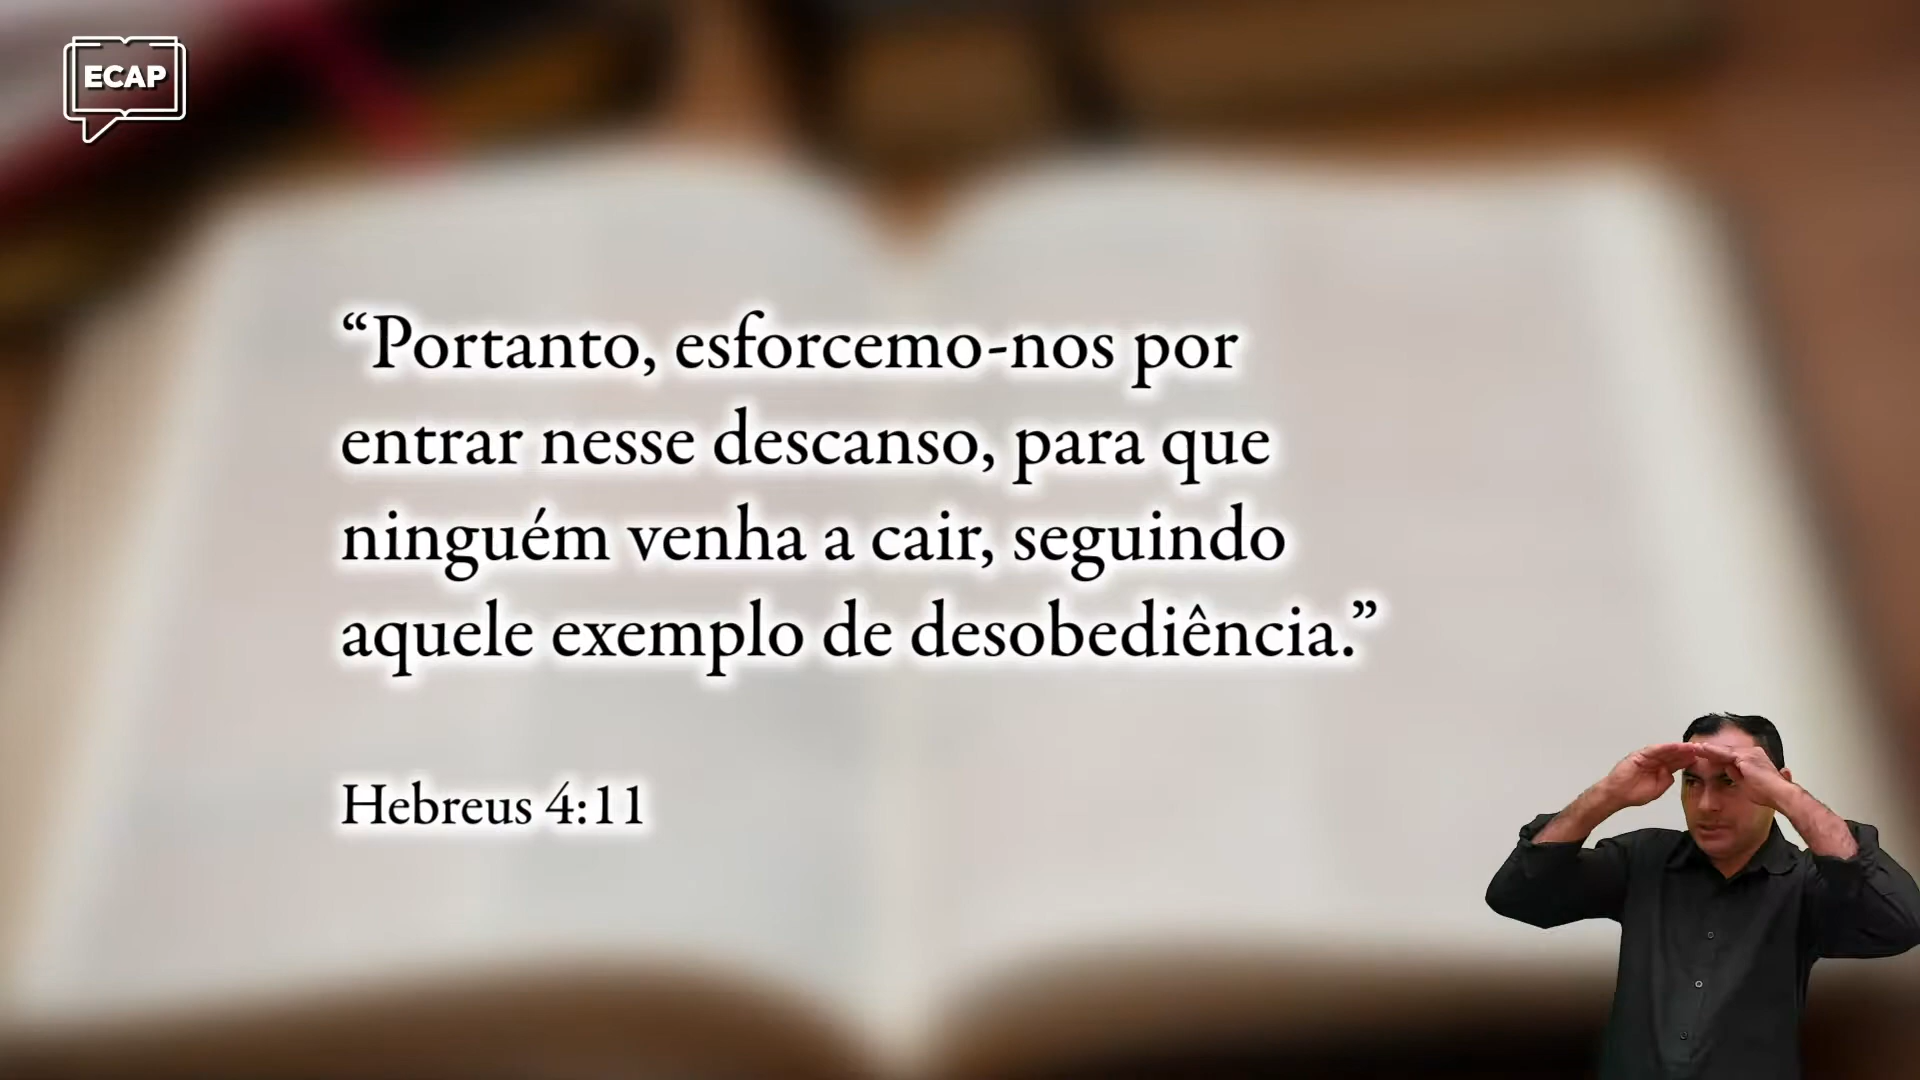 ECAP
“Portanto, esforcemo-nos por
entrar nesse descanso, para que
ninguém venha a cair, seguindo
aquele exemplo de desobediência.”
Hebreus 4:11